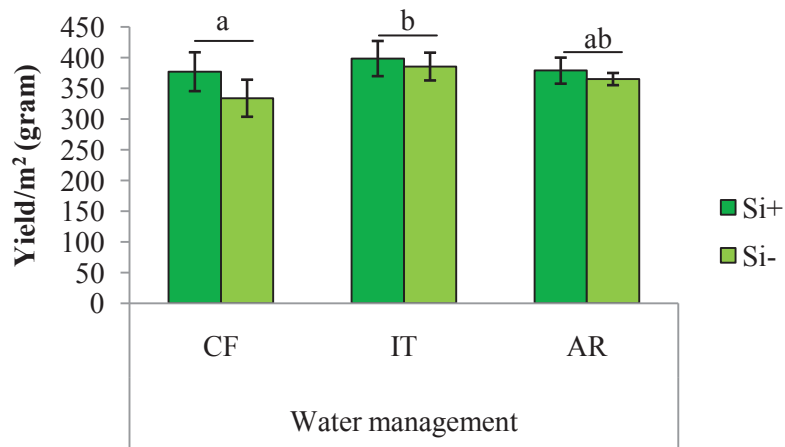 450
400
350
300
250
200
150
100
50
0
Yield/m² (gram)
a
b
ab
Si+
Si-
CF IT AR
Water management